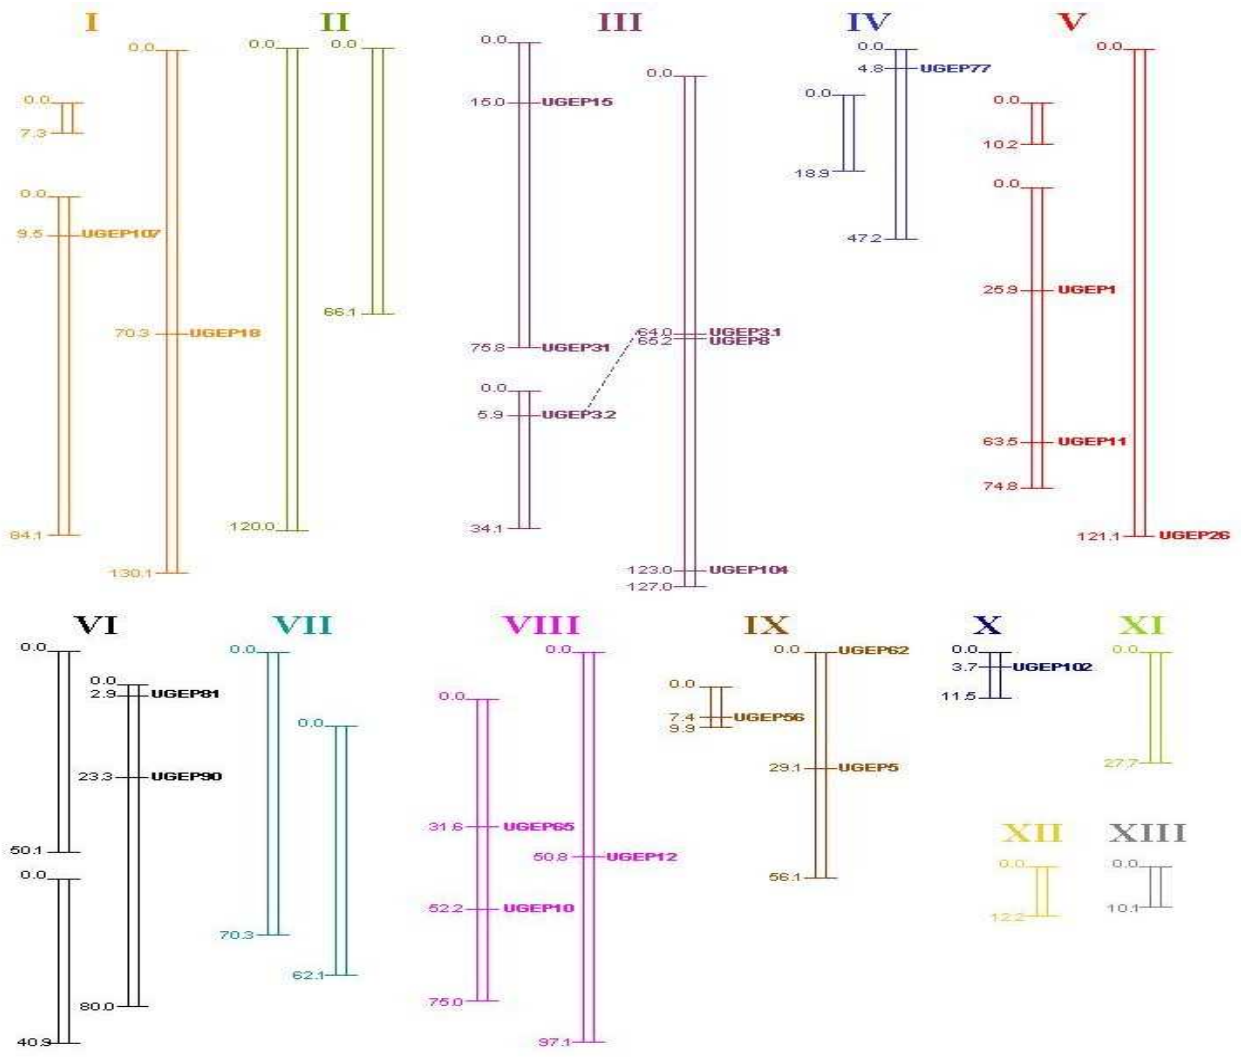 I II III IV V
0.0
7.3
0.0
9.5 UGEP107
84.1
0.0
70.3 UGEP18
130.1
0.0
120.0
0.0
66.1
0.0
15.0 UGEP15
75.8 UGEP31
0.0
5.9 UGEP3.2
34.1
0.0
64.0 UGEP3.1
65.2 UGEP8
123.0 UGEP104
127.0
0.0
18.9
0.0
4.8 UGEP77
47.2
0.0
10.2
0.0
25.9 UGEP1
63.5 UGEP11
74.8
0.0
121.1 UGEP26
VI VII VIII IX X XI
0.0
50.1
0.0
40.9
0.0
2.9 UGEP81
23.3 UGEP90
80.0
0.0
70.3
0.0
62.1
0.0
31.6 UGEP65
52.2 UGEP10
75.0
0.0
50.8 UGEP12
97.1
0.0
7.4 UGEP56
9.9
0.0 UGEP62
29.1 UGEP5
56.1
0.0
3.7 UGEP102
11.5
0.0
27.7
XII XIII
0.0
12.2
0.0
10.1